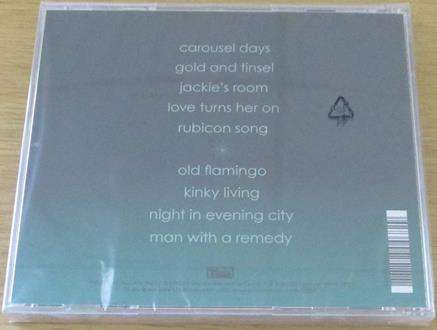 carousel days
gold and tinsel
jackie's room
love turns her on
rubicon song
old flamingo
kinky living
night in evening city
man with a remedy